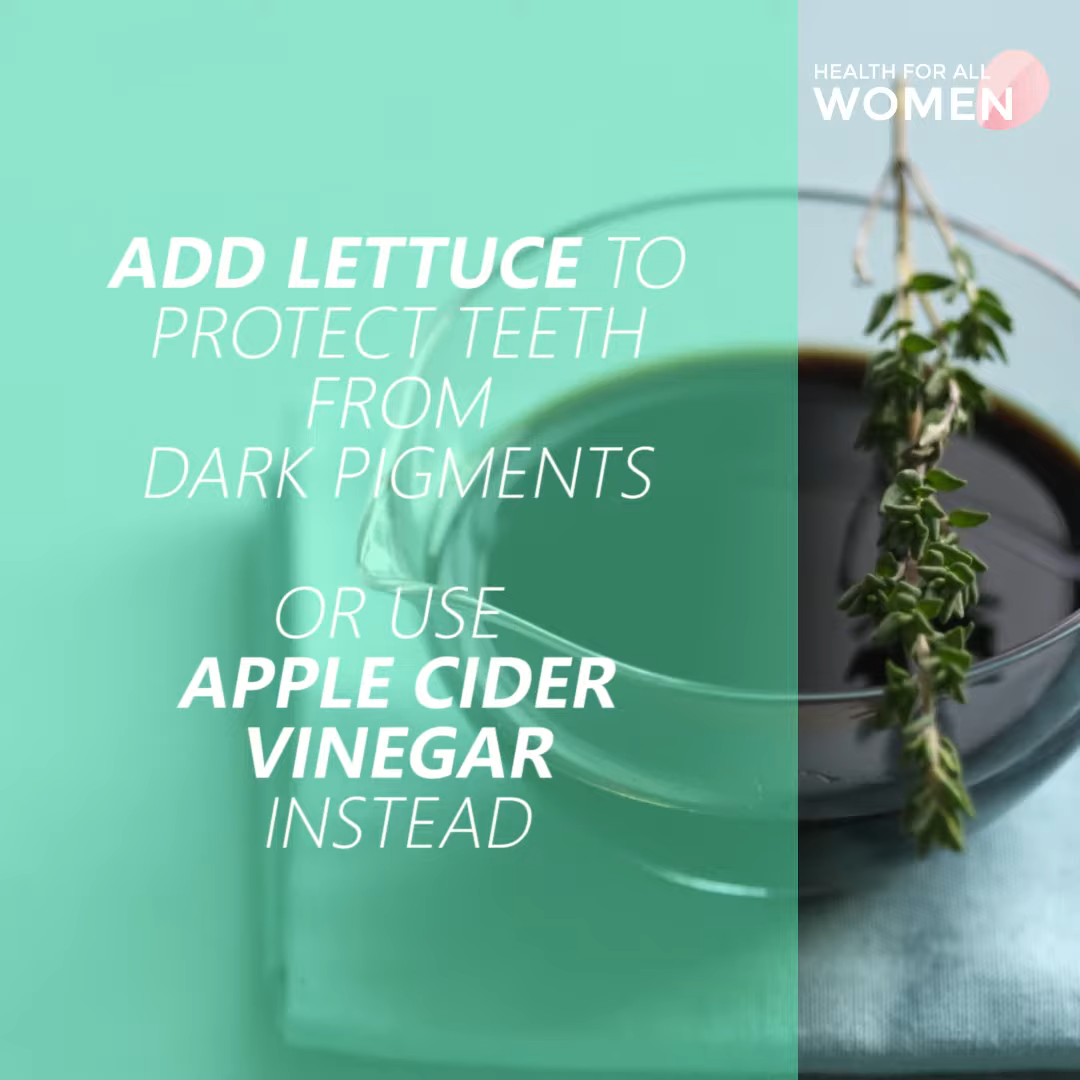 HEALTH FOR ALL
WOMEN
ADD LETTUCE TO
PROTECT TEETH
FROM
DARK PIGMENTS
OR USE
APPLE CIDER
VINEGAR
INSTEAD